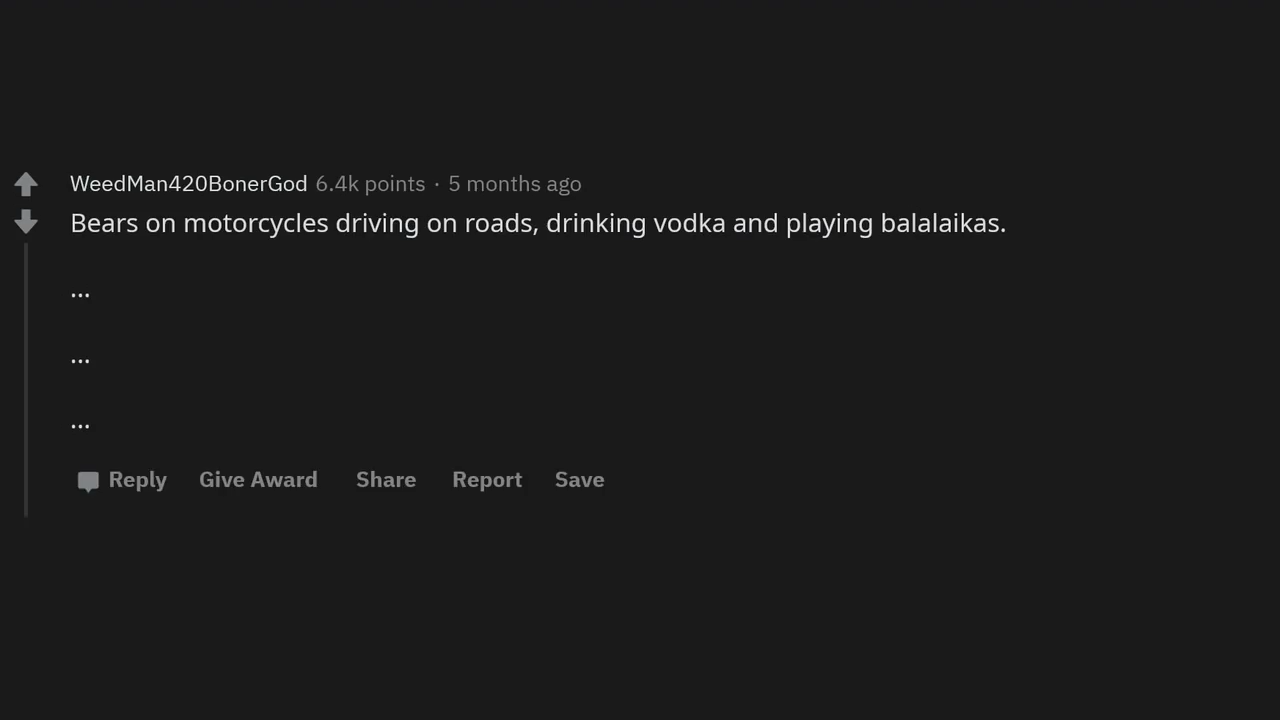 WeedMan420BonerGod 6.4k points · 5 months ago
Bears on motorcycles driving on roads, drinking vodka and playing balalaikas.
...
...
...
Reply Give Award Share Report Save